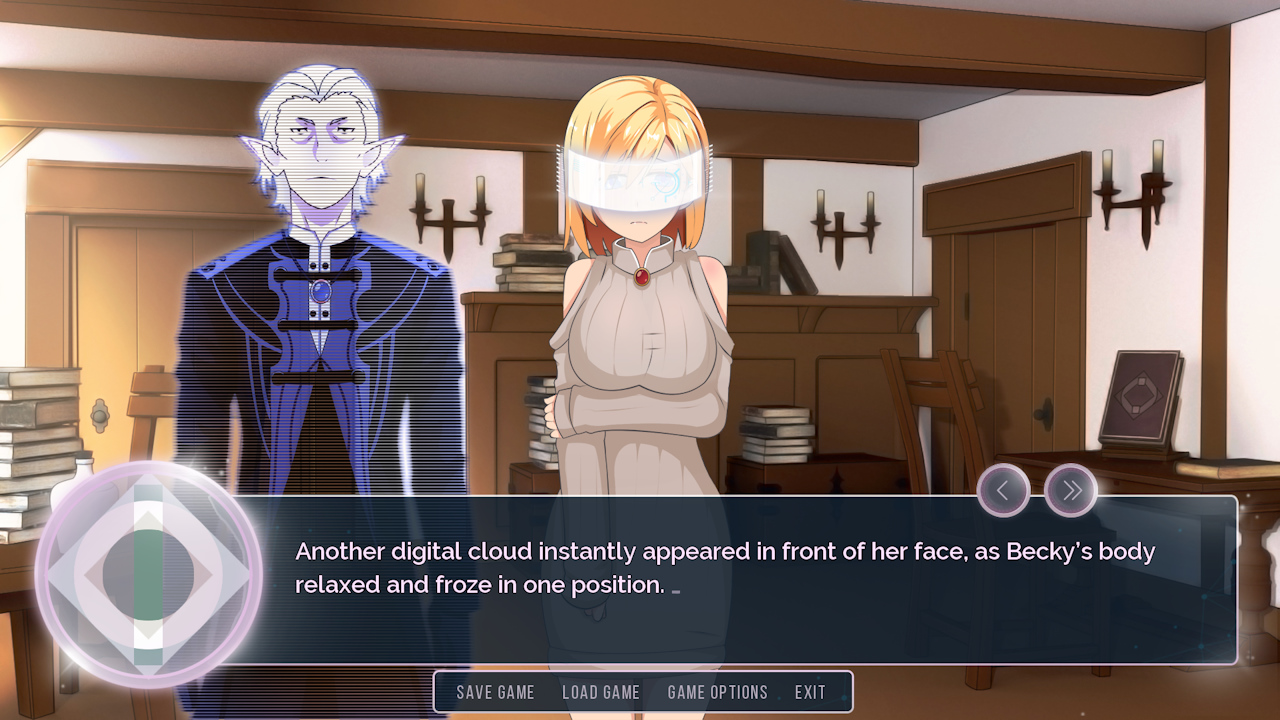 Another digital cloud instantly appeared in front of her face, as Becky's body
relaxed and froze in one position.
SAVE GAME LOAD GAME GAME OPTIONS EXIT